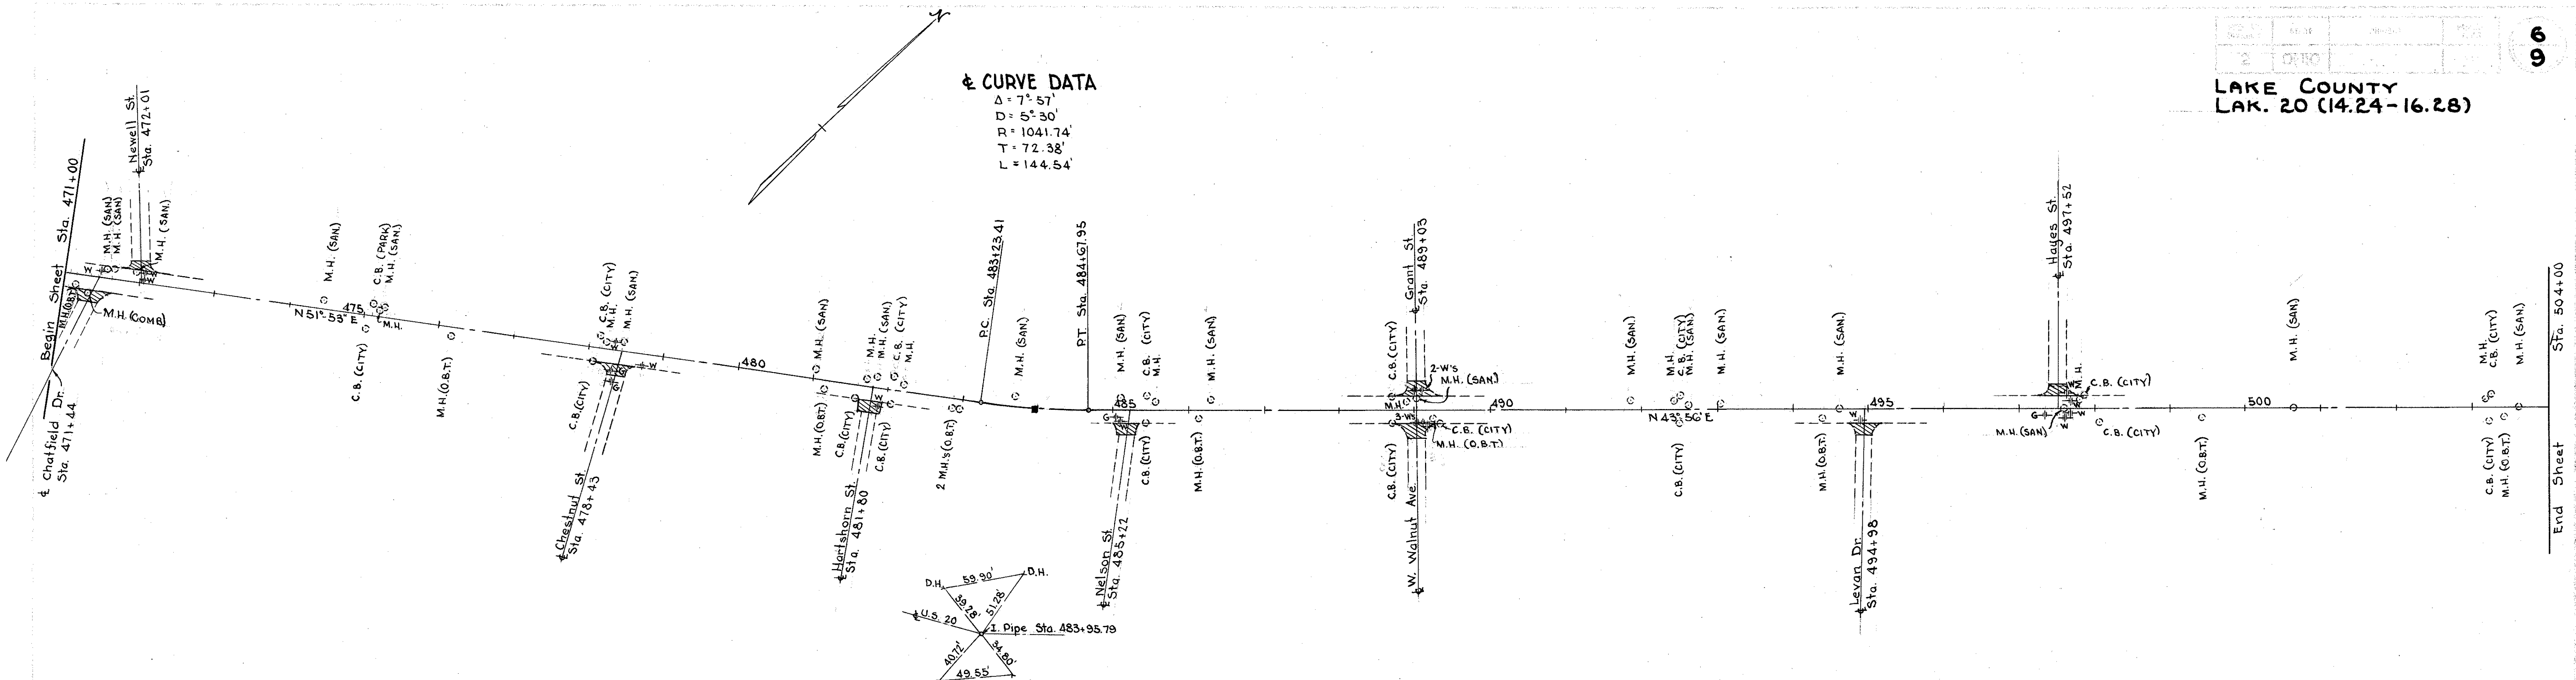 6
9
LAKE COUNTY
LAK. 20 (14.24-16.28)
N
℄ CURVE DATA
Δ = 7°-57'
D = 5°-30'
R = 1041.74'
T = 72.38'
L = 144.54'
Begin Sheet Sta. 471+00
℄ Newell St.
Sta. 472+01
M.H. (SAN)
M.H. (SAN)
M.H. (SAN.)
W
W
M.H. (O.B.T.)
M.H. (COMB)
℄ Chatfield Dr.
Sta. 471+44
M.H. (SAN)
C.B. (PARK)
M.H. (SAN.)
475
N 51°-53" E
M.H.
C.B. (CITY)
M.H. (O.B.T.)
C.B. (CITY)
M.H.
M.H. (SAN.)
W
W
G
C.B. (CITY)
℄ Chestnut St.
Sta. 478+43
480
M.H. (SAN)
M.H.
M.H. (SAN.)
C.B. (CITY)
M.H.
M.H. (O.B.T.)
C.B. (CITY)
C.B. (CITY)
℄ Hartshorn St.
Sta. 481+80
2 M.H.'s (O.B.T.)
P.C. Sta. 483+23.41
M.H. (SAN)
P.T. Sta. 484+67.95
M.H. (SAN)
C.B. (CITY)
M.H.
M.H. (SAN)
G
485
C.B. (CITY)
M.H. (O.B.T.)
℄ Nelson St.
Sta. 485+22
℄ Grant St.
Sta. 489+03
C.B. (CITY)
2-W's
M.H. (SAN)
M.H.
3-W's
C.B. (CITY)
M.H. (O.B.T.)
C.B. (CITY)
℄ W. Walnut Ave.
490
M.H. (SAN.)
M.H.
C.B. (CITY)
M.H. (SAN.)
M.H. (SAN)
N 43°-56' E
C.B. (CITY)
M.H. (SAN)
M.H. (O.B.T.)
W
495
℄ Levan Dr.
Sta. 494+98
℄ Hayes St.
Sta. 497+52
W
M.H.
C.B. (CITY)
G
W
W
M.H. (SAN)
C.B. (CITY)
M.H. (O.B.T.)
500
M.H. (SAN)
M.H.
C.B. (CITY)
M.H. (SAN)
C.B. (CITY)
M.H. (O.B.T.)
End Sheet Sta. 504+00
D.H.
59.90'
D.H.
39.28'
51.28'
℄ U.S. 20
I. Pipe Sta. 483+95.79
40.72'
34.80'
49.55'